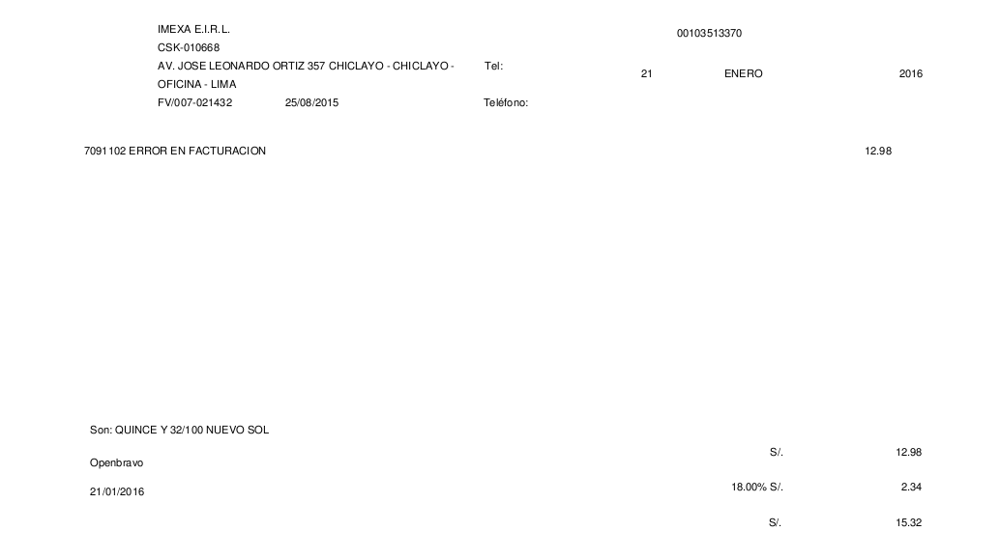 IMEXA E.I.R.L.
00103513370
CSK-010668
AV. JOSE LEONARDO ORTIZ 357 CHICLAYO - CHICLAYO - Tel:
21 ENERO 2016
OFICINA - LIMA
FV/007-021432 25/08/2015 Teléfono:
7091102 ERROR EN FACTURACION 12.98
Son: QUINCE Y 32/100 NUEVO SOL
S/. 12.98
Openbravo
18.00% S/. 2.34
21/01/2016
S/. 15.32